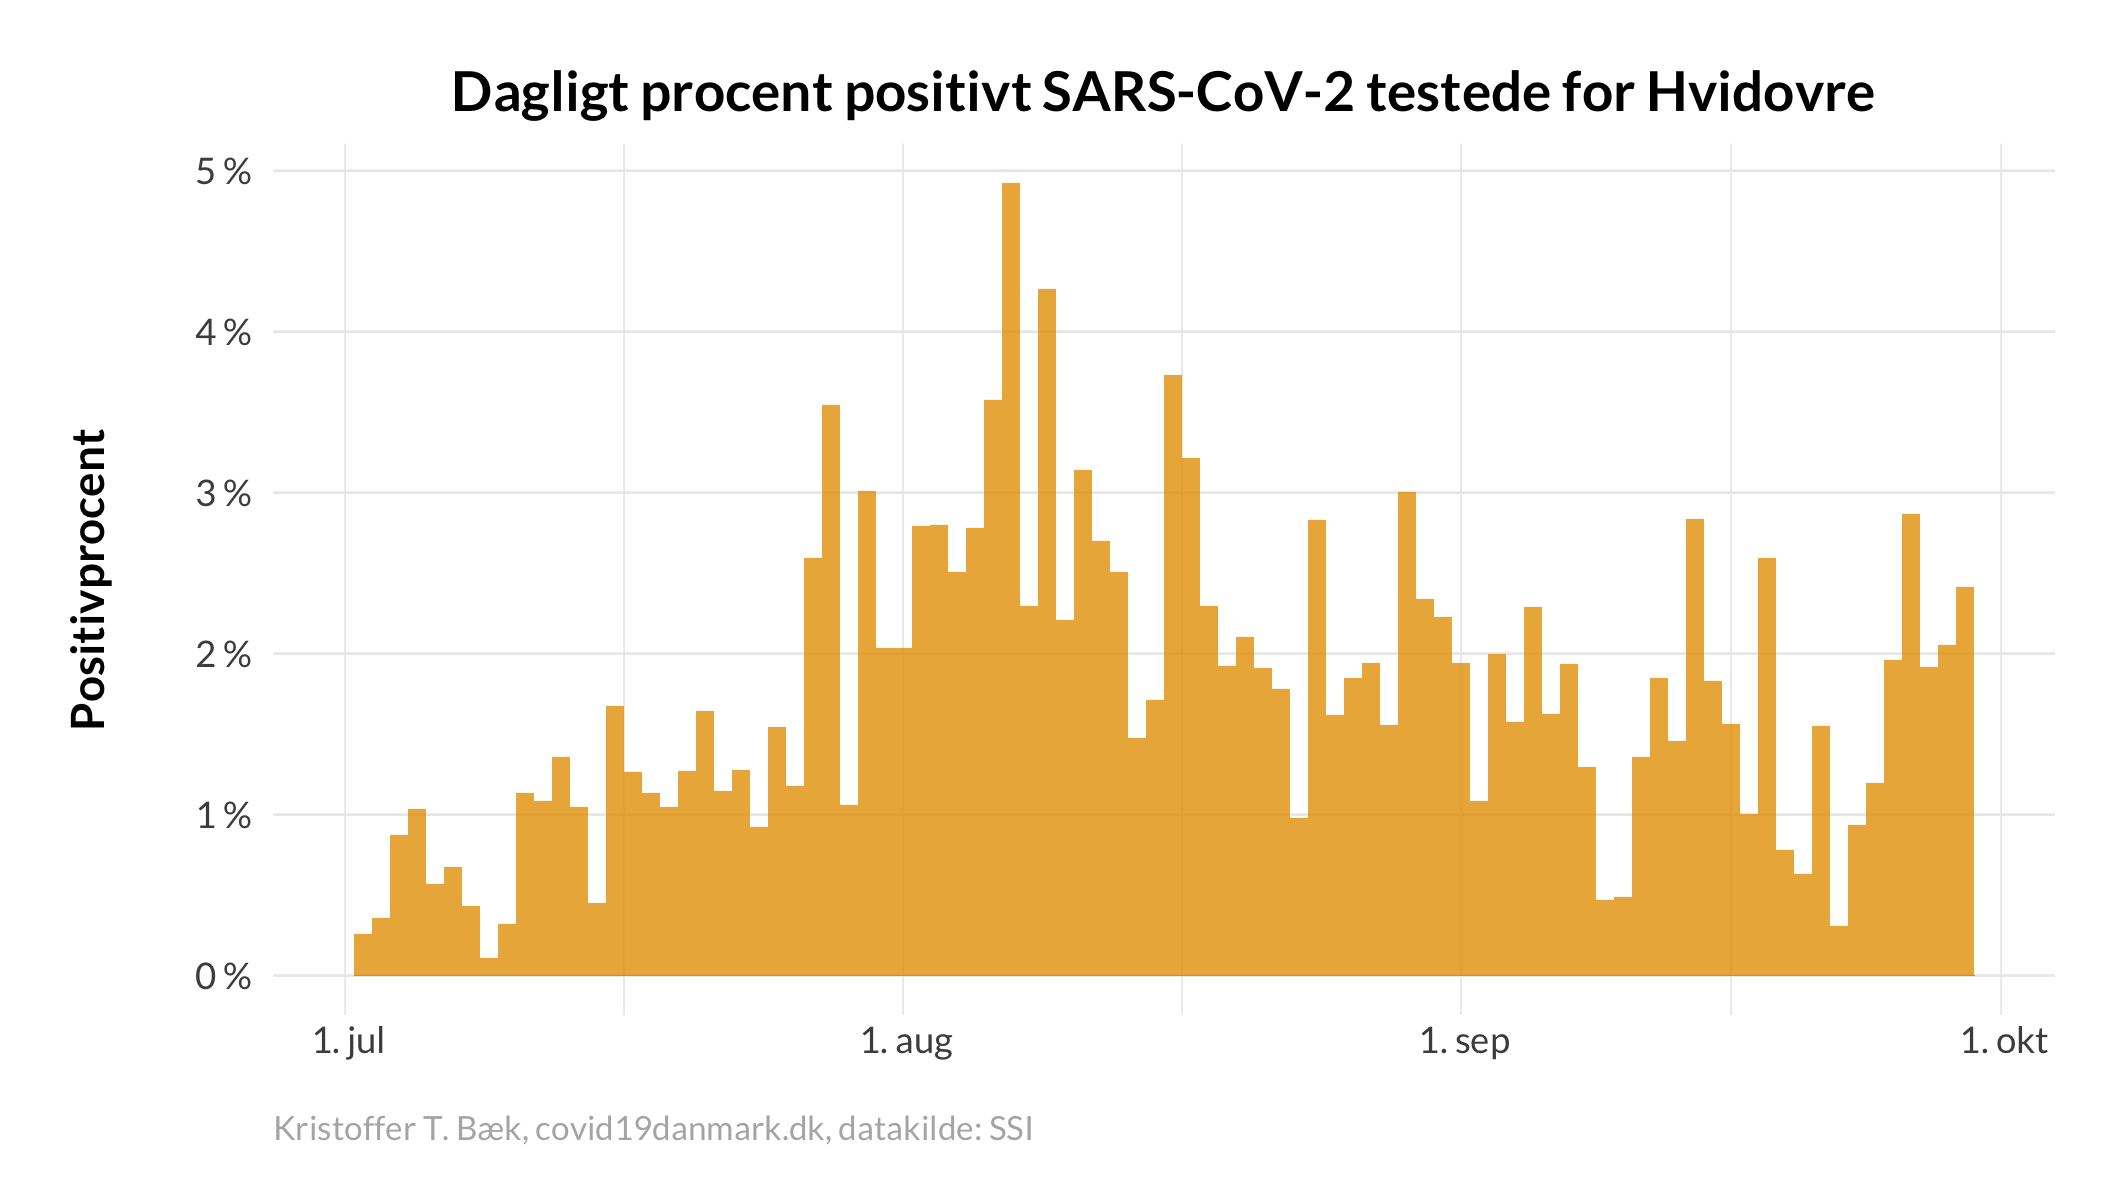 Dagligt procent positivt SARS-CoV-2 testede for Hvidovre
Positivprocent
5 %
4 %
3 %
2 %
1 %
0 %
1. jul
1. aug
1. sep
1. okt
Kristoffer T. Bæk, covid19danmark.dk, datakilde: SSI